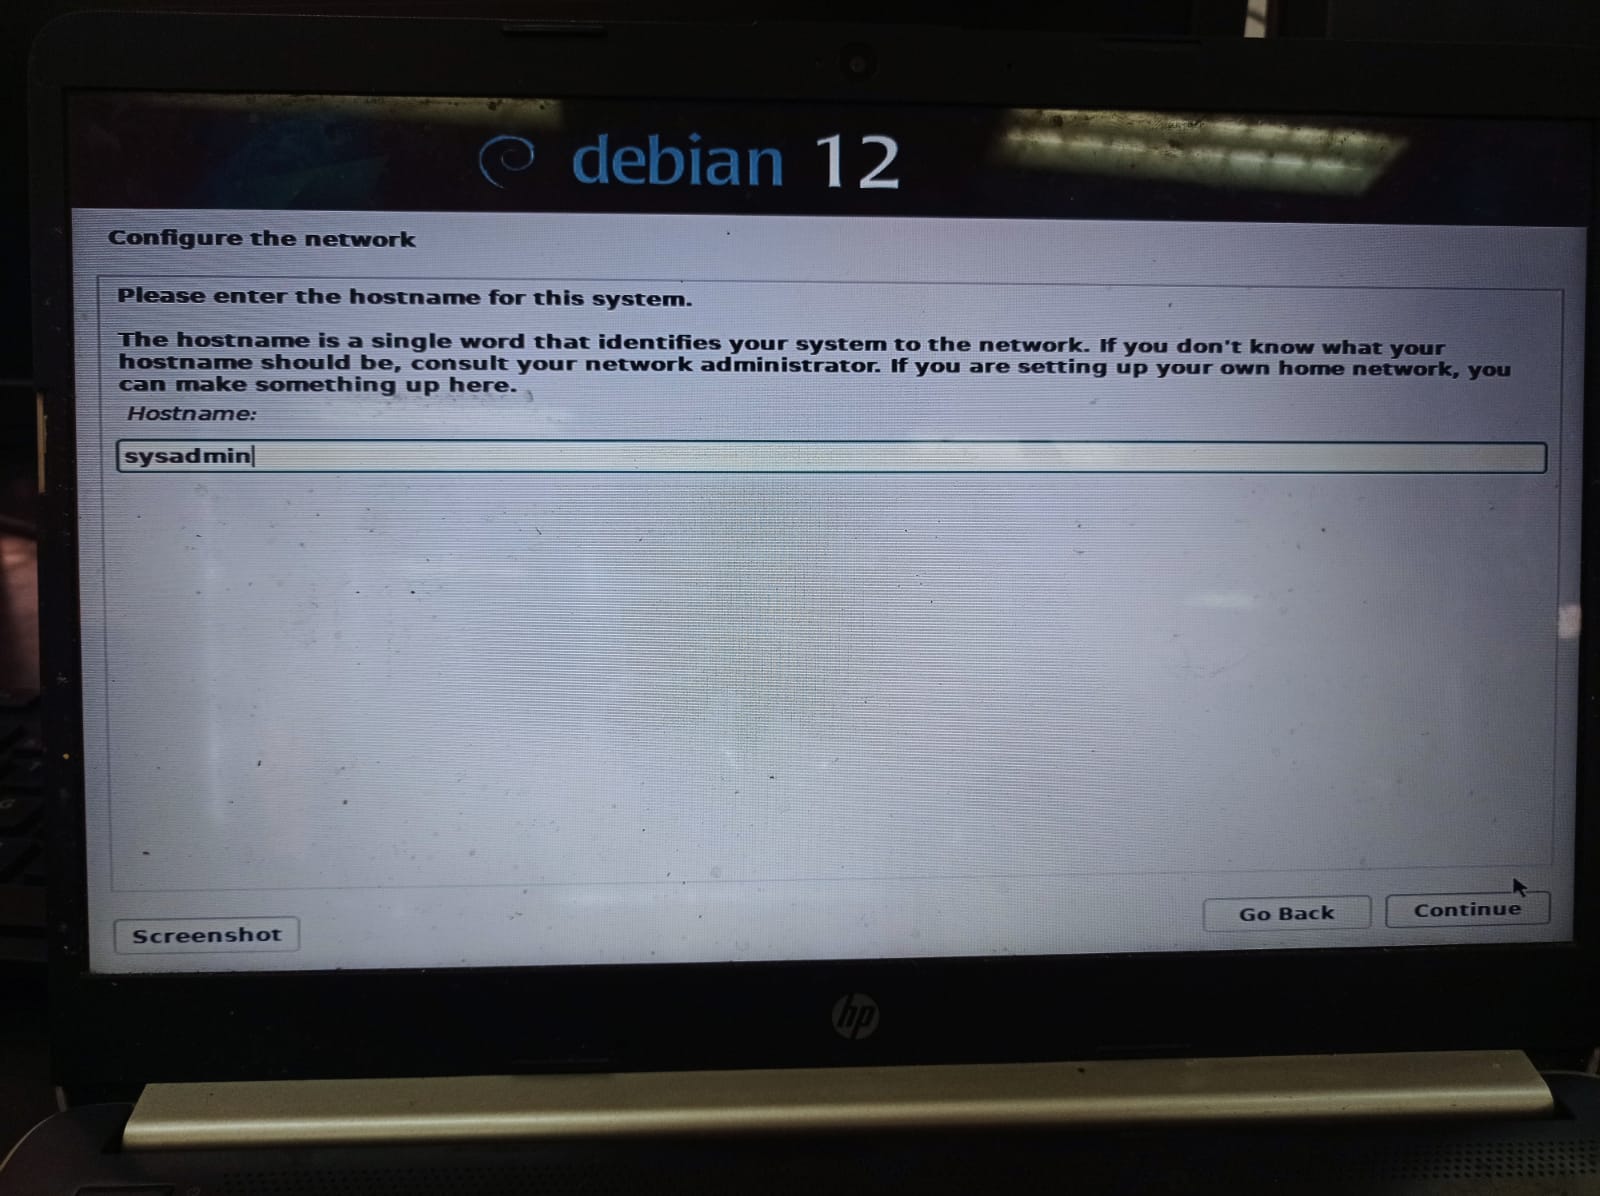 debian 12
Configure the network
Please enter the hostname for this system.
The hostname is a single word that identifies your system to the network. If you don't know what your
hostname should be, consult your network administrator. If you are setting up your own home network, you
can make something up here.
Hostname:
sysadmin
Screenshot
Go Back
Continue
hp